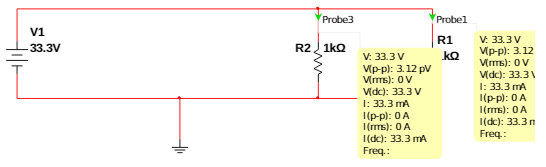 Probe3
Probe1
V1
33.3V
R2
1kΩ
R1
kΩ
V: 33.3 V
V(p-p): 3.12 pV
V(rms): 0 V
V(dc): 33.3 V
I: 33.3 mA
I(p-p): 0 A
I(rms): 0 A
I(dc): 33.3 mA
Freq.:
V: 33.3 V
V(p-p): 3.12
V(rms): 0 V
V(dc): 33.3 V
I: 33.3 mA
I(p-p): 0 A
I(rms): 0 A
I(dc): 33.3 m
Freq.: